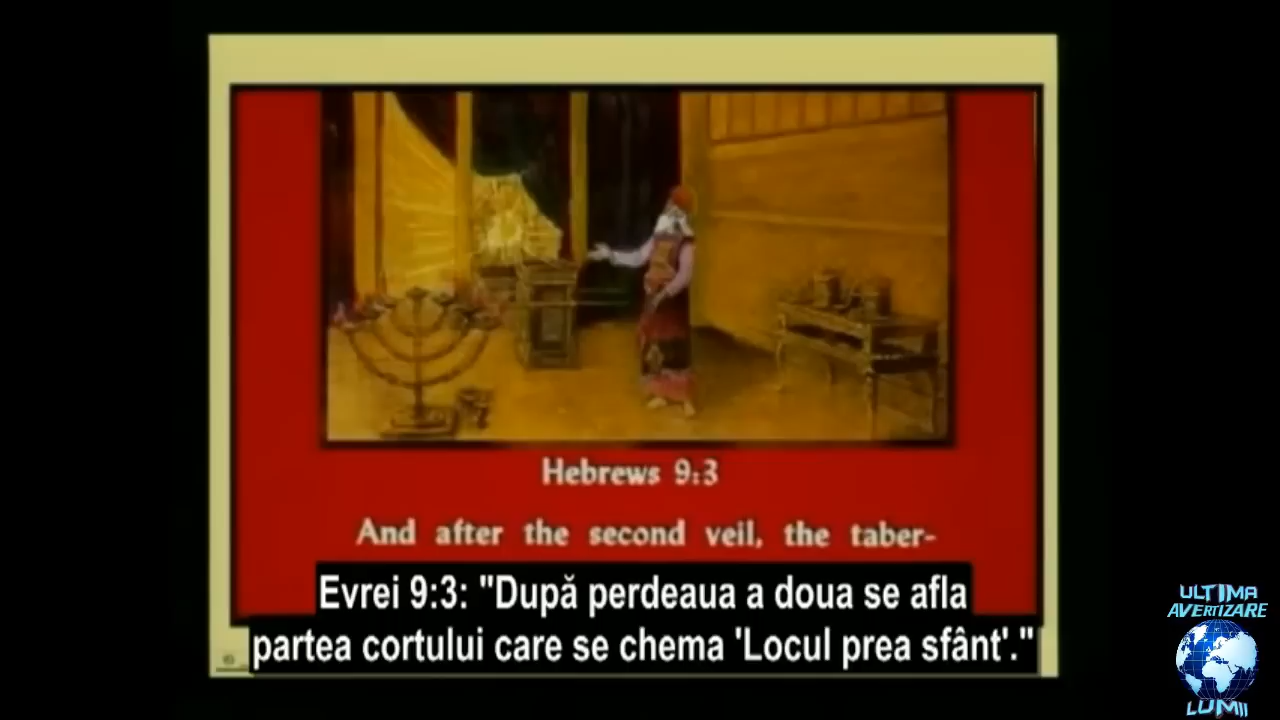 Hebrews 9:3
And after the second veil, the taber-
Evrei 9:3: "După perdeaua a doua se afla
partea cortului care se chema 'Locul prea sfânt'."
ULTIMA
AVERTIZARE
LUMII